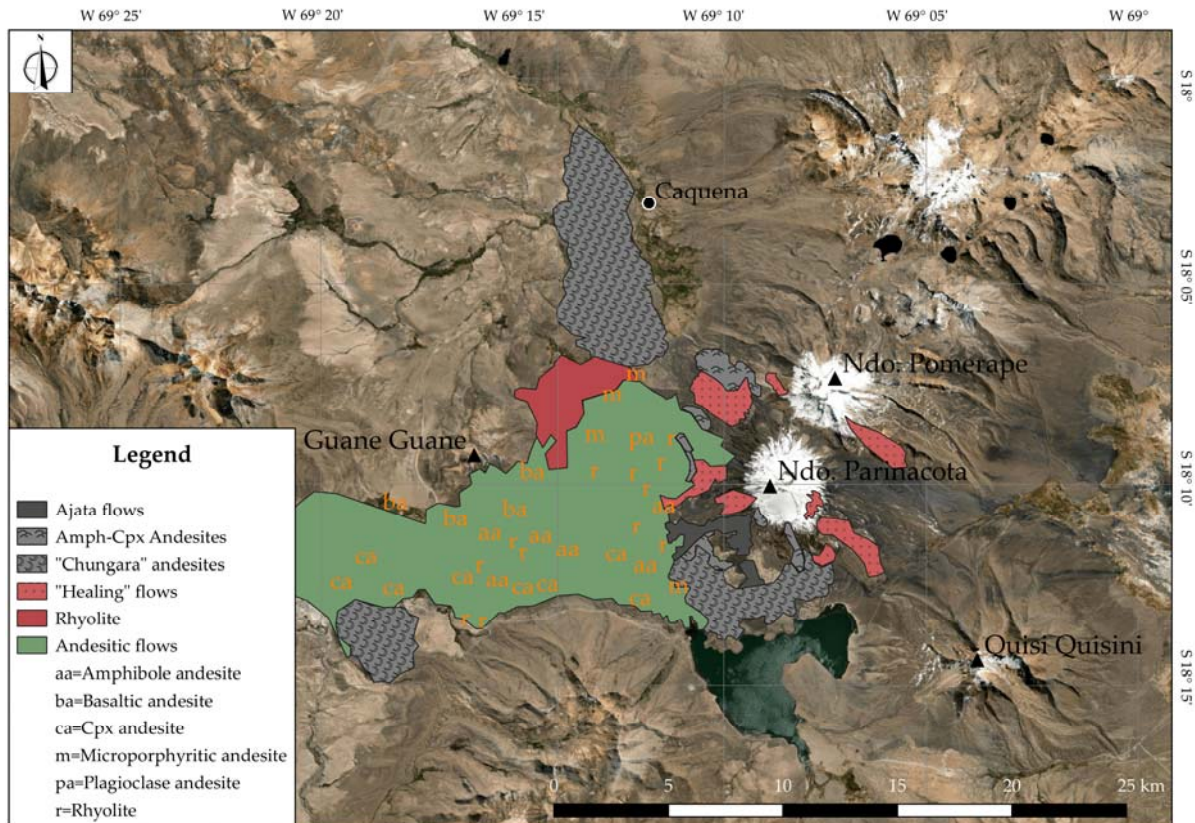 W 69° 25'
W 69° 20'
W 69° 15'
W 69° 10'
W 69° 05'
W 69°
N
S 18°
Caquena
S 18° 05'
Ndo. Pomerape
m
m
Guane Guane
m
pa
r
Ndo. Parinacota
ba
r
r
r
S 18° 10'
r
ba
ba
ba
aa
aa
r
aa
r
r
aa
ca
r
ca
r
aa
ca
ca
ca
aa
ca
ca
m
ca
r
r
Quisi Quisini
S 18° 15'
Legend
Ajata flows
Amph-Cpx Andesites
"Chungara" andesites
"Healing" flows
Rhyolite
Andesitic flows
aa=Amphibole andesite
ba=Basaltic andesite
ca=Cpx andesite
m=Microporphyritic andesite
pa=Plagioclase andesite
r=Rhyolite
0 5 10 15 20 25 km